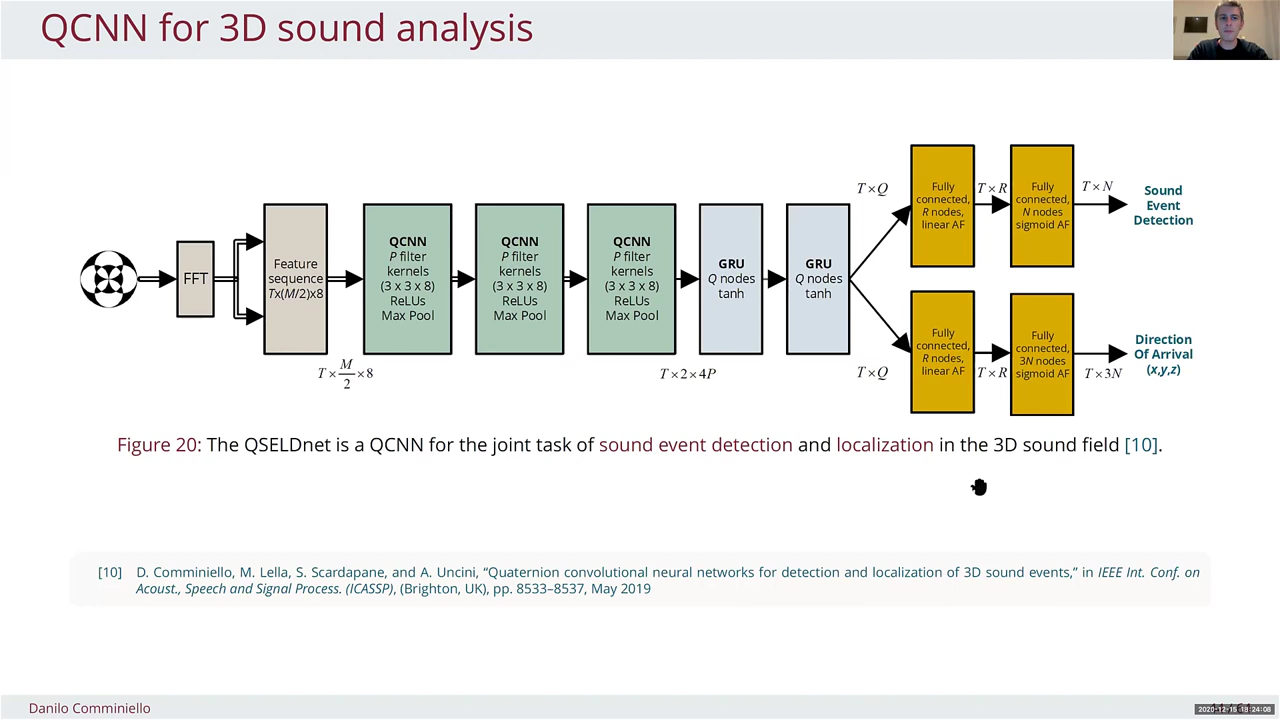 QCNN for 3D sound analysis
FFT
Feature
sequence
Tx(M/2)x8
T × M/2 × 8
QCNN
P filter
kernels
(3 x 3 x 8)
ReLUs
Max Pool
QCNN
P filter
kernels
(3 x 3 x 8)
ReLUs
Max Pool
QCNN
P filter
kernels
(3 x 3 x 8)
ReLUs
Max Pool
T × 2 × 4P
GRU
Q nodes
tanh
GRU
Q nodes
tanh
T × Q
Fully
connected,
R nodes,
linear AF
T × R
Fully
connected,
N nodes
sigmoid AF
T × N
Sound
Event
Detection
T × Q
Fully
connected,
R nodes,
linear AF
T × R
Fully
connected,
3N nodes
sigmoid AF
T × 3N
Direction
Of Arrival
(x,y,z)
Figure 20: The QSELDnet is a QCNN for the joint task of sound event detection and localization in the 3D sound field [10].
[10] D. Comminiello, M. Lella, S. Scardapane, and A. Uncini, “Quaternion convolutional neural networks for detection and localization of 3D sound events,” in IEEE Int. Conf. on
Acoust., Speech and Signal Process. (ICASSP), (Brighton, UK), pp. 8533–8537, May 2019
Danilo Comminiello
2020-12-15 18:24:08